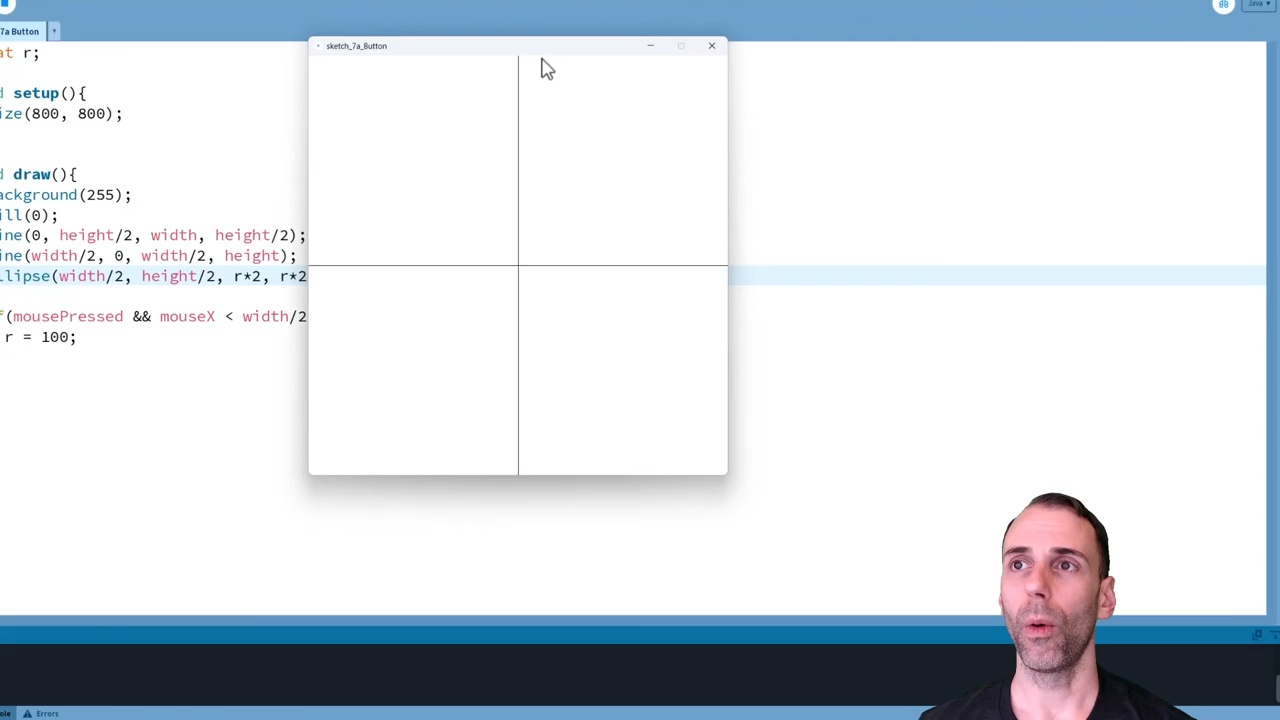 Java
7a Button
sketch_7a_Button
at r;
d setup(){
ize(800, 800);
d draw(){
ackground(255);
ill(0);
ine(0, height/2, width, height/2);
ine(width/2, 0, width/2, height);
llipse(width/2, height/2, r*2, r*2
f(mousePressed && mouseX < width/2
r = 100;
ole
Errors